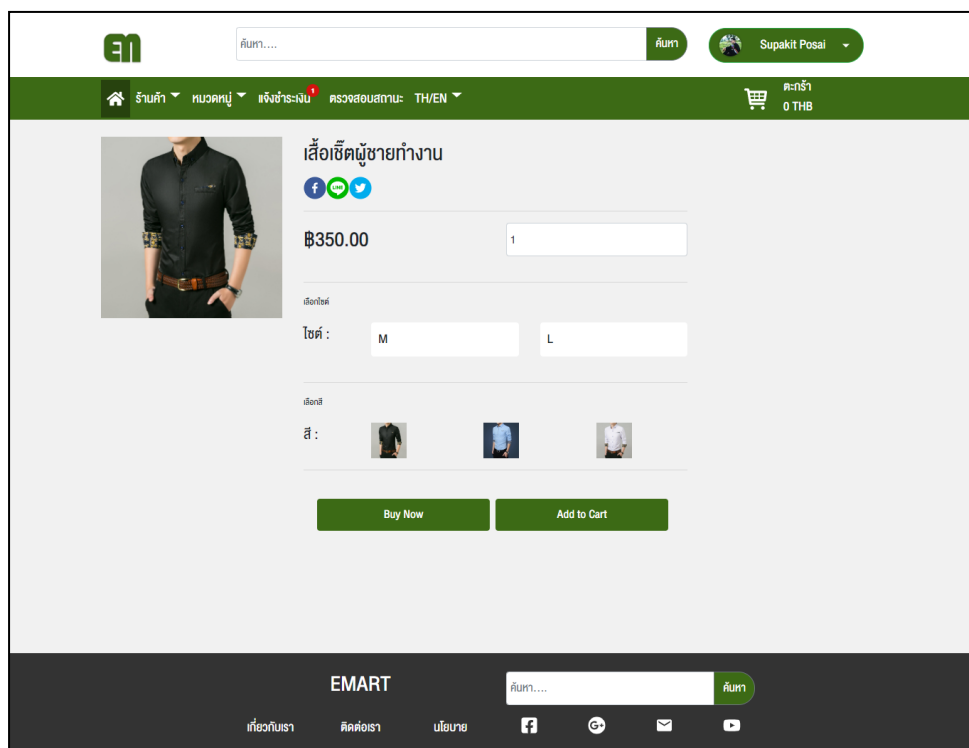 ค้นหา....
ค้นหา
Supakit Posai
ร้านค้า
หมวดหมู่
แจ้งชำระเงิน
1
ตรวจสอบสถานะ
TH/EN
ตะกร้า
0 THB
เสื้อเชิ๊ตผู้ชายทำงาน
LINE
฿350.00
1
เลือกไซต์
ไซต์ :
M
L
เลือกสี
สี :
Buy Now
Add to Cart
EMART
ค้นหา....
ค้นหา
เกี่ยวกับเรา
ติดต่อเรา
นโยบาย